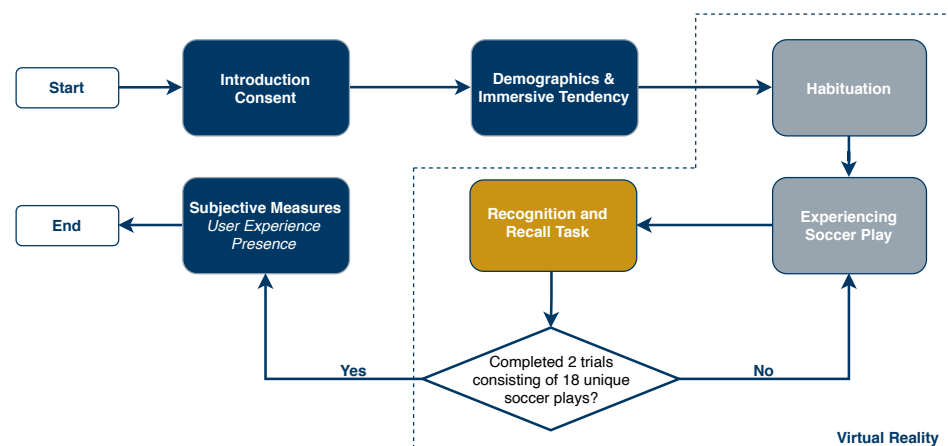 Start
Introduction
Consent
Demographics &
Immersive Tendency
Habituation
End
Subjective Measures
User Experience
Presence
Recognition and
Recall Task
Experiencing
Soccer Play
Yes
Completed 2 trials
consisting of 18 unique
soccer plays?
No
Virtual Reality